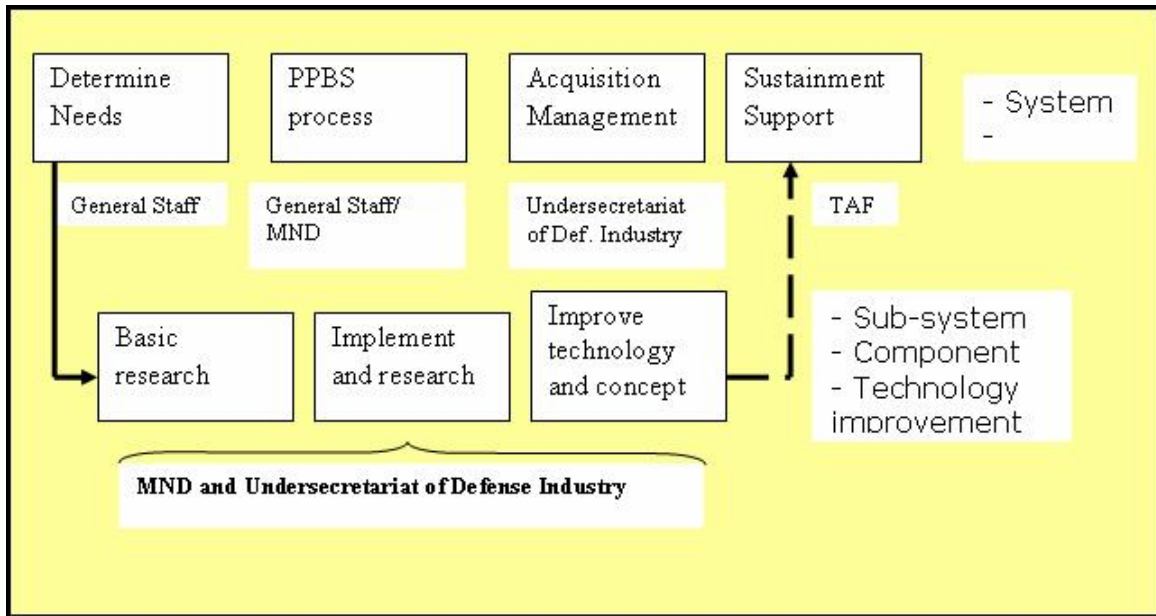 Determine
Needs
PPBS
process
Acquisition
Management
Sustainment
Support
- System
-
General Staff
General Staff/
MND
Undersecretariat
of Def. Industry
TAF
Basic
research
Implement
and research
Improve
technology
and concept
- Sub-system
- Component
- Technology
improvement
MND and Undersecretariat of Defense Industry